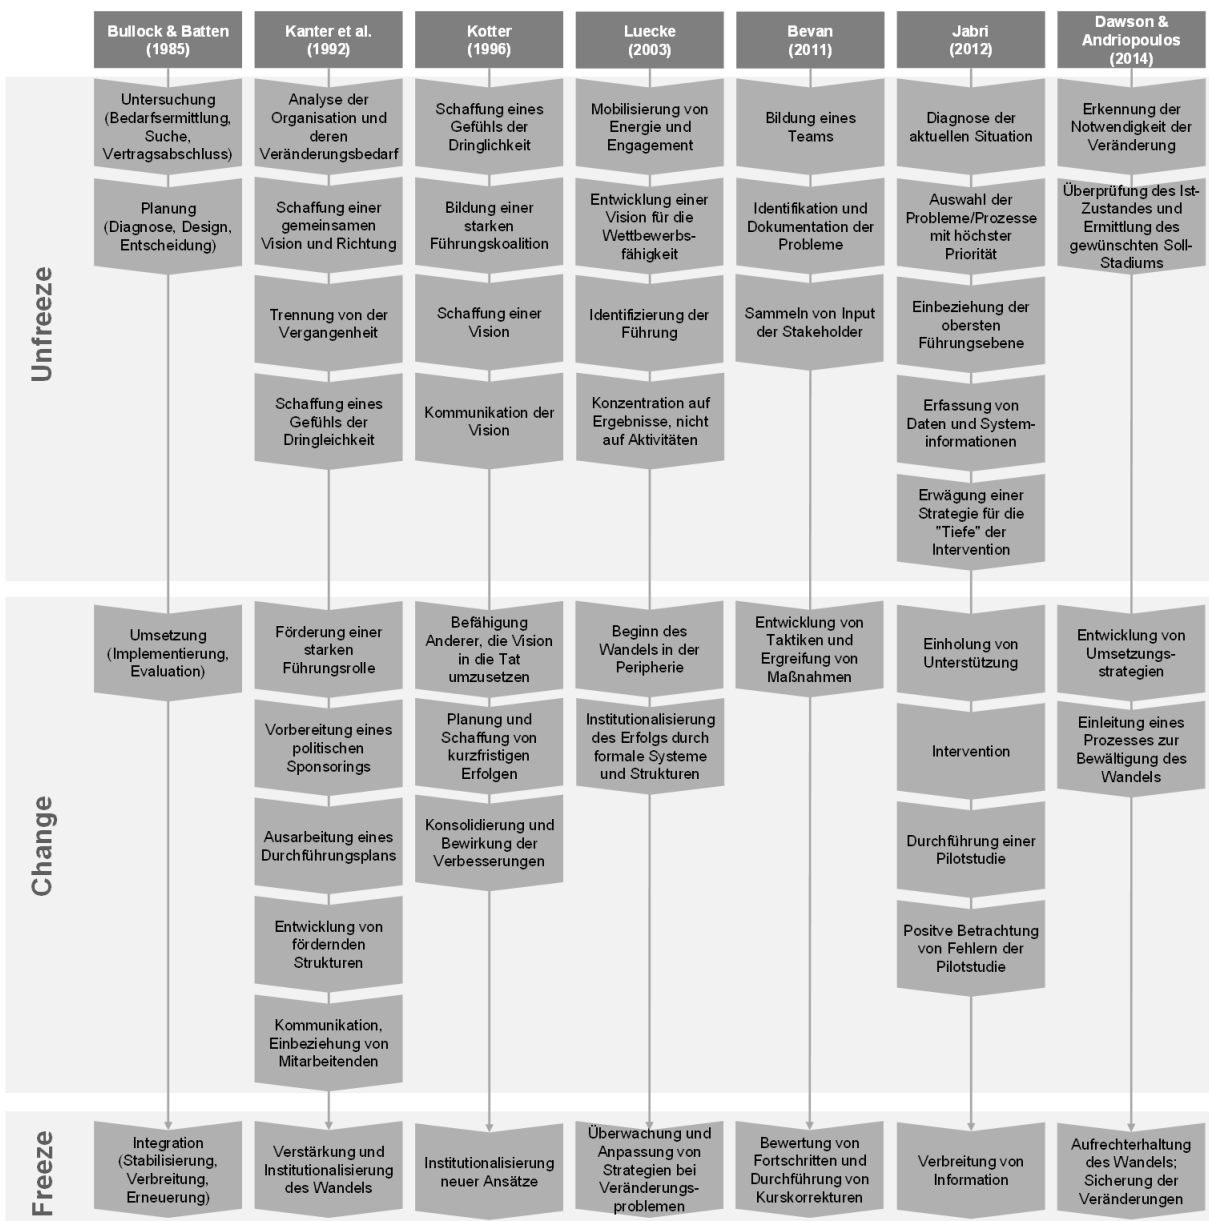 Bullock & Batten
(1985)
Kanter et al.
(1992)
Kotter
(1996)
Luecke
(2003)
Bevan
(2011)
Jabri
(2012)
Dawson &
Andriopoulos
(2014)
Unfreeze
Untersuchung
(Bedarfsermittlung,
Suche,
Vertragsabschluss)
Planung
(Diagnose, Design,
Entscheidung)
Analyse der
Organisation und
deren
Veränderungsbedarf
Schaffung einer
gemeinsamen
Vision und Richtung
Trennung von der
Vergangenheit
Schaffung eines
Gefühls der
Dringleichkeit
Schaffung eines
Gefühls der
Dringlichkeit
Bildung einer
starken
Führungskoalition
Schaffung einer
Vision
Kommunikation der
Vision
Mobilisierung von
Energie und
Engagement
Entwicklung einer
Vision für die
Wettbewerbs-
fähigkeit
Identifizierung der
Führung
Konzentration auf
Ergebnisse, nicht
auf Aktivitäten
Bildung eines
Teams
Identifikation und
Dokumentation der
Probleme
Sammeln von Input
der Stakeholder
Diagnose der
aktuellen Situation
Auswahl der
Probleme/Prozesse
mit höchster
Priorität
Einbeziehung der
obersten
Führungsebene
Erfassung von
Daten und System-
informationen
Erwägung einer
Strategie für die
"Tiefe" der
Intervention
Erkennung der
Notwendigkeit der
Veränderung
Überprüfung des Ist-
Zustandes und
Ermittlung des
gewünschten Soll-
Stadiums
Change
Umsetzung
(Implementierung,
Evaluation)
Förderung einer
starken
Führungsrolle
Vorbereitung eines
politischen
Sponsorings
Ausarbeitung eines
Durchführungsplans
Entwicklung von
fördernden
Strukturen
Kommunikation,
Einbeziehung von
Mitarbeitenden
Befähigung
Anderer, die Vision
in die Tat
umzusetzen
Planung und
Schaffung von
kurzfristigen
Erfolgen
Konsolidierung und
Bewirkung der
Verbesserungen
Beginn des
Wandels in der
Peripherie
Institutionalisierung
des Erfolgs durch
formale Systeme
und Strukturen
Entwicklung von
Taktiken und
Ergreifung von
Maßnahmen
Einholung von
Unterstützung
Intervention
Durchführung einer
Pilotstudie
Positve Betrachtung
von Fehlern der
Pilotstudie
Entwicklung von
Umsetzungs-
strategien
Einleitung eines
Prozesses zur
Bewältigung des
Wandels
Freeze
Integration
(Stabilisierung,
Verbreitung,
Erneuerung)
Verstärkung und
Institutionalisierung
des Wandels
Institutionalisierung
neuer Ansätze
Überwachung und
Anpassung von
Strategien bei
Veränderungs-
problemen
Bewertung von
Fortschritten und
Durchführung von
Kurskorrekturen
Verbreitung von
Information
Aufrechterhaltung
des Wandels;
Sicherung der
Veränderungen